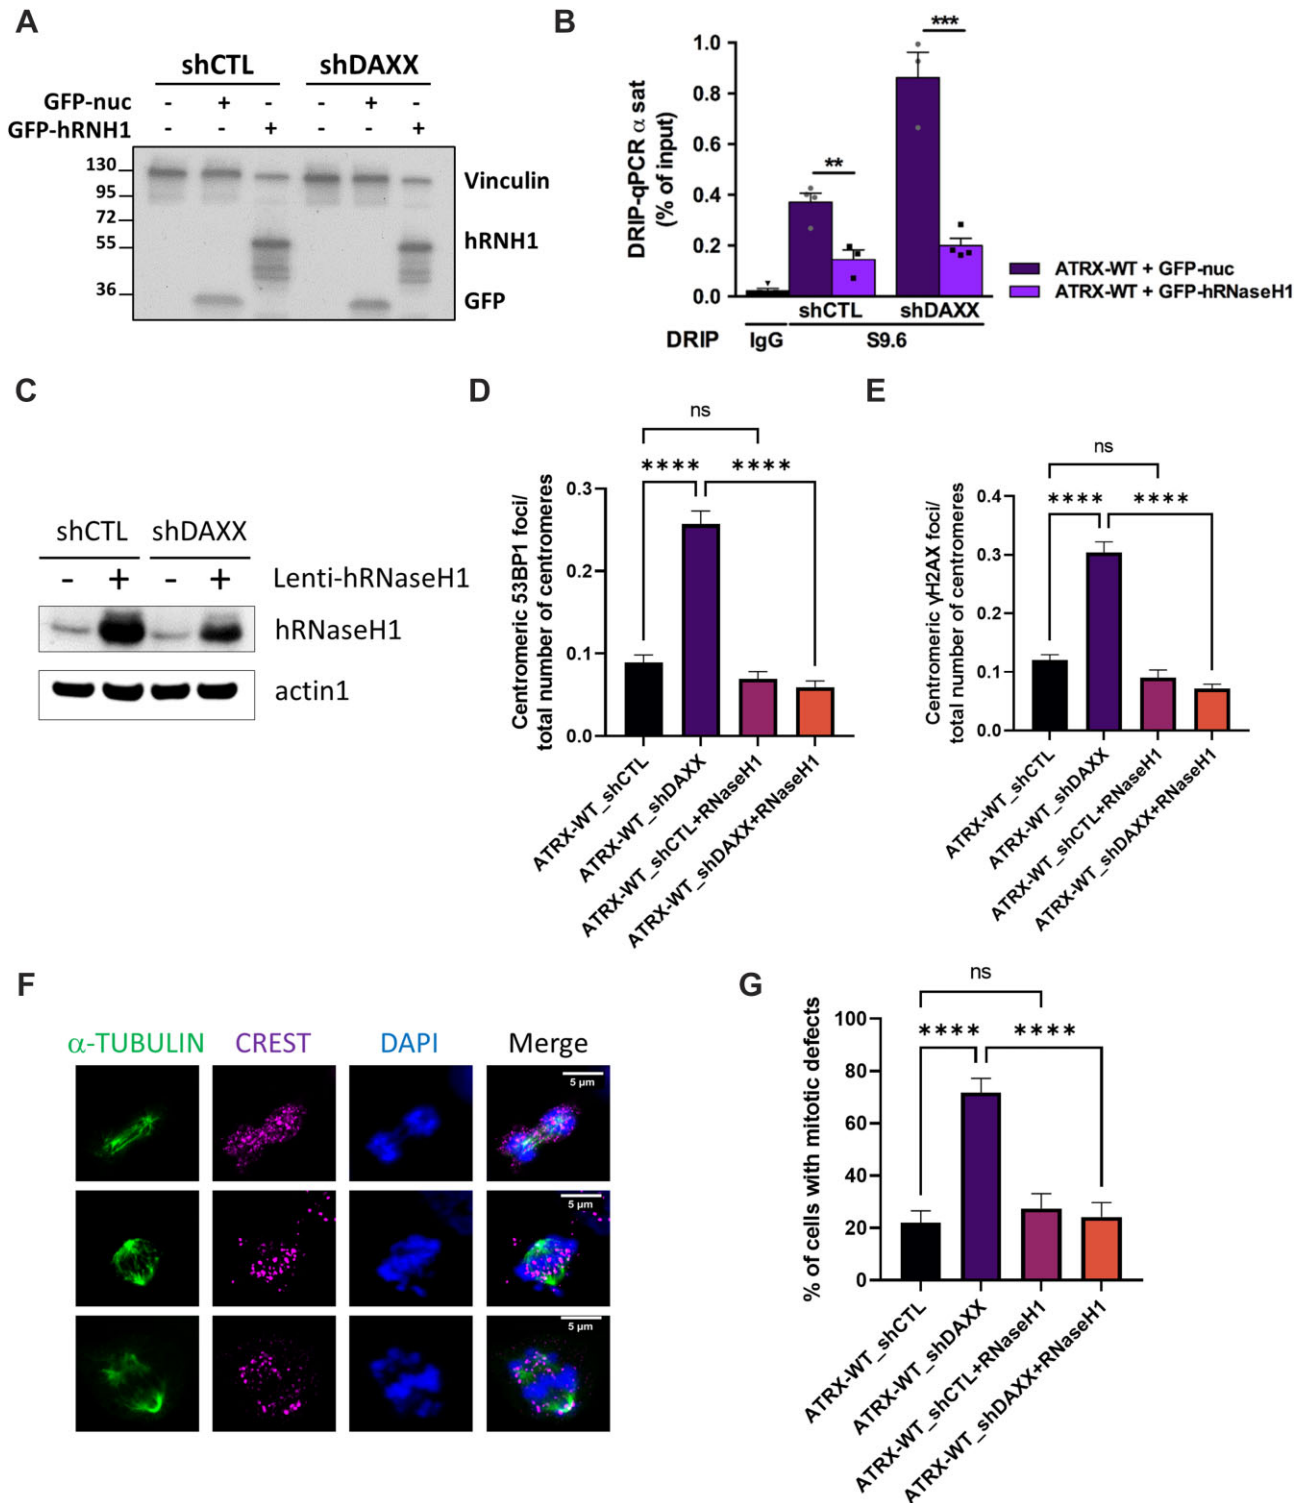 A
shCTL shDAXX
GFP-nuc - + - - + -
GFP-hRNH1 - - + - - +
130
95
72
55
36
Vinculin
hRNH1
GFP
B
DRIP-qPCR α sat
(% of input)
1.0
0.8
0.6
0.4
0.2
0.0
**
***
shCTL shDAXX
DRIP IgG S9.6
ATRX-WT + GFP-nuc
ATRX-WT + GFP-hRNaseH1
C
shCTL shDAXX
- + - + Lenti-hRNaseH1
hRNaseH1
actin1
D
ns
**** ****
Centromeric 53BP1 foci/
total number of centromeres
0.3
0.2
0.1
0.0
ATRX-WT_shCTL
ATRX-WT_shDAXX
ATRX-WT_shCTL+RNaseH1
ATRX-WT_shDAXX+RNaseH1
E
ns
**** ****
Centromeric γH2AX foci/
total number of centromeres
0.4
0.3
0.2
0.1
0.0
ATRX-WT_shCTL
ATRX-WT_shDAXX
ATRX-WT_shCTL+RNaseH1
ATRX-WT_shDAXX+RNaseH1
F
α-TUBULIN CREST DAPI Merge
5 µm
5 µm
5 µm
G
ns
**** ****
% of cells with mitotic defects
100
80
60
40
20
0
ATRX-WT_shCTL
ATRX-WT_shDAXX
ATRX-WT_shCTL+RNaseH1
ATRX-WT_shDAXX+RNaseH1